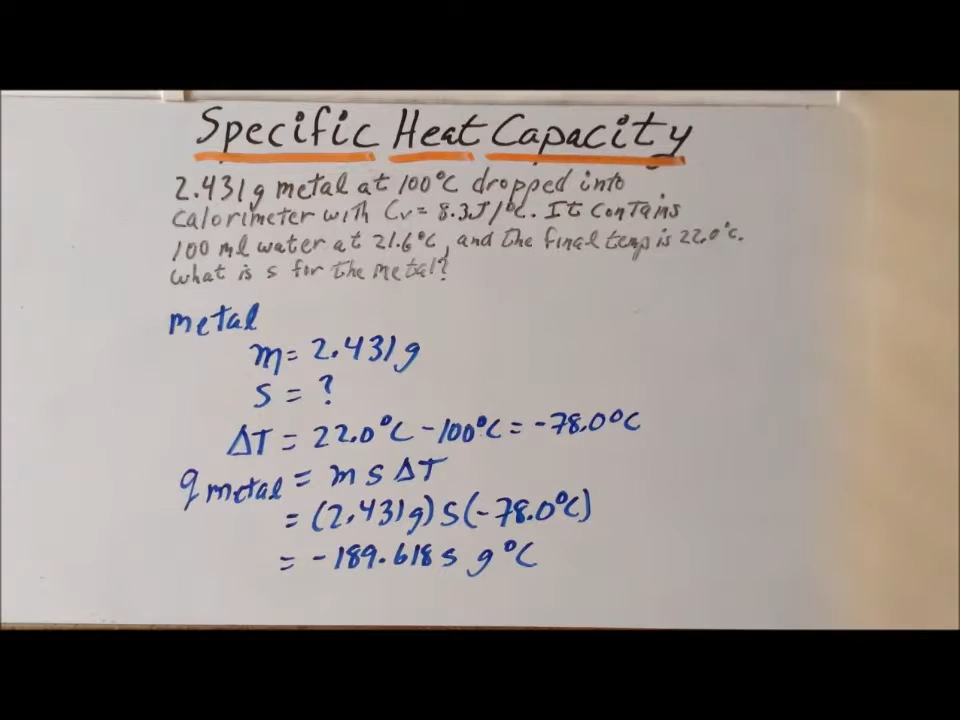 Specific Heat Capacity
2.431g metal at 100°C dropped into
calorimeter with Cv = 8.3J/°C. It contains
100 ml water at 21.6°C, and the final temp is 22.0°C.
What is s for the metal?
metal
m = 2.431g
s = ?
ΔT = 22.0°C - 100°C = -78.0°C
q metal = m s ΔT
= (2.431g) s (-78.0°C)
= -189.618 s g °C